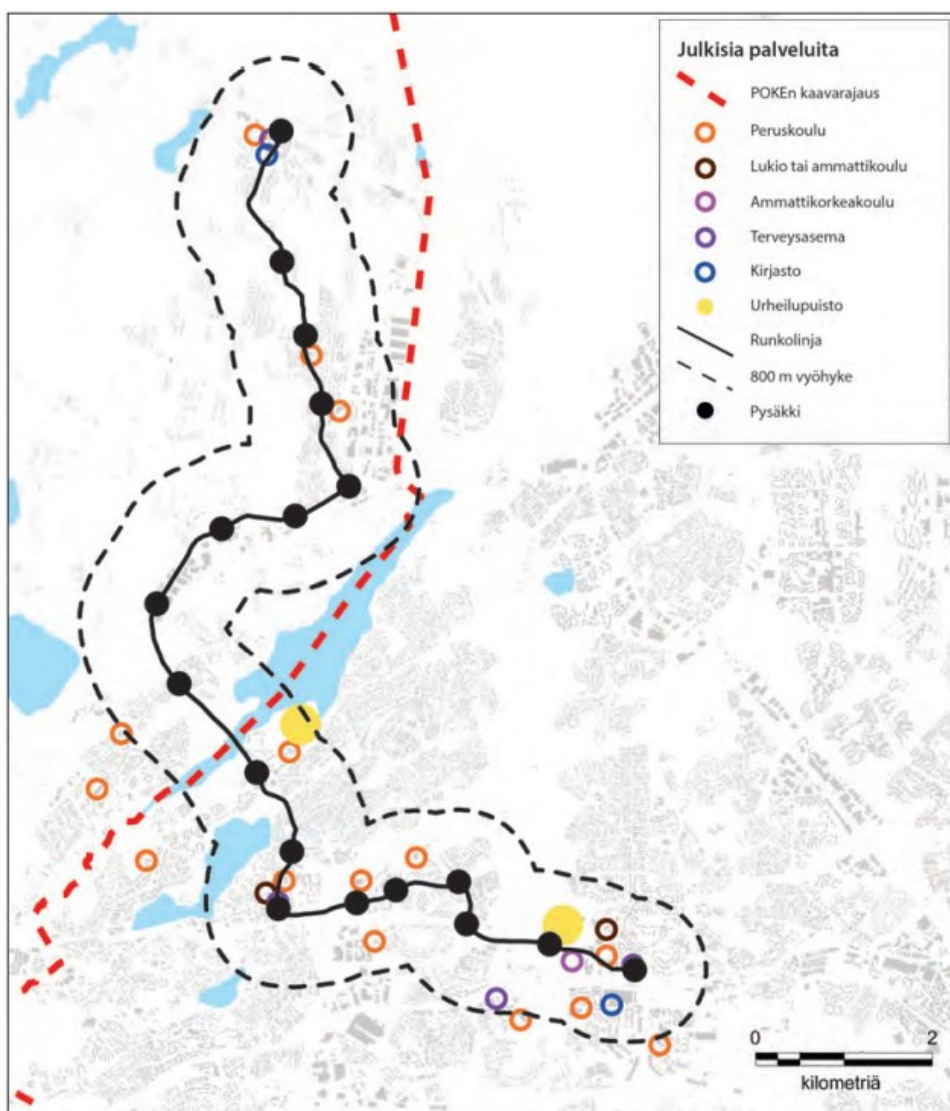 Julkisia palveluita
POKEn kaavarajaus
Peruskoulu
Lukio tai ammattikoulu
Ammattikorkeakoulu
Terveysasema
Kirjasto
Urheilupuisto
Runkolinja
800 m vyöhyke
Pysäkki
0 2
kilometriä